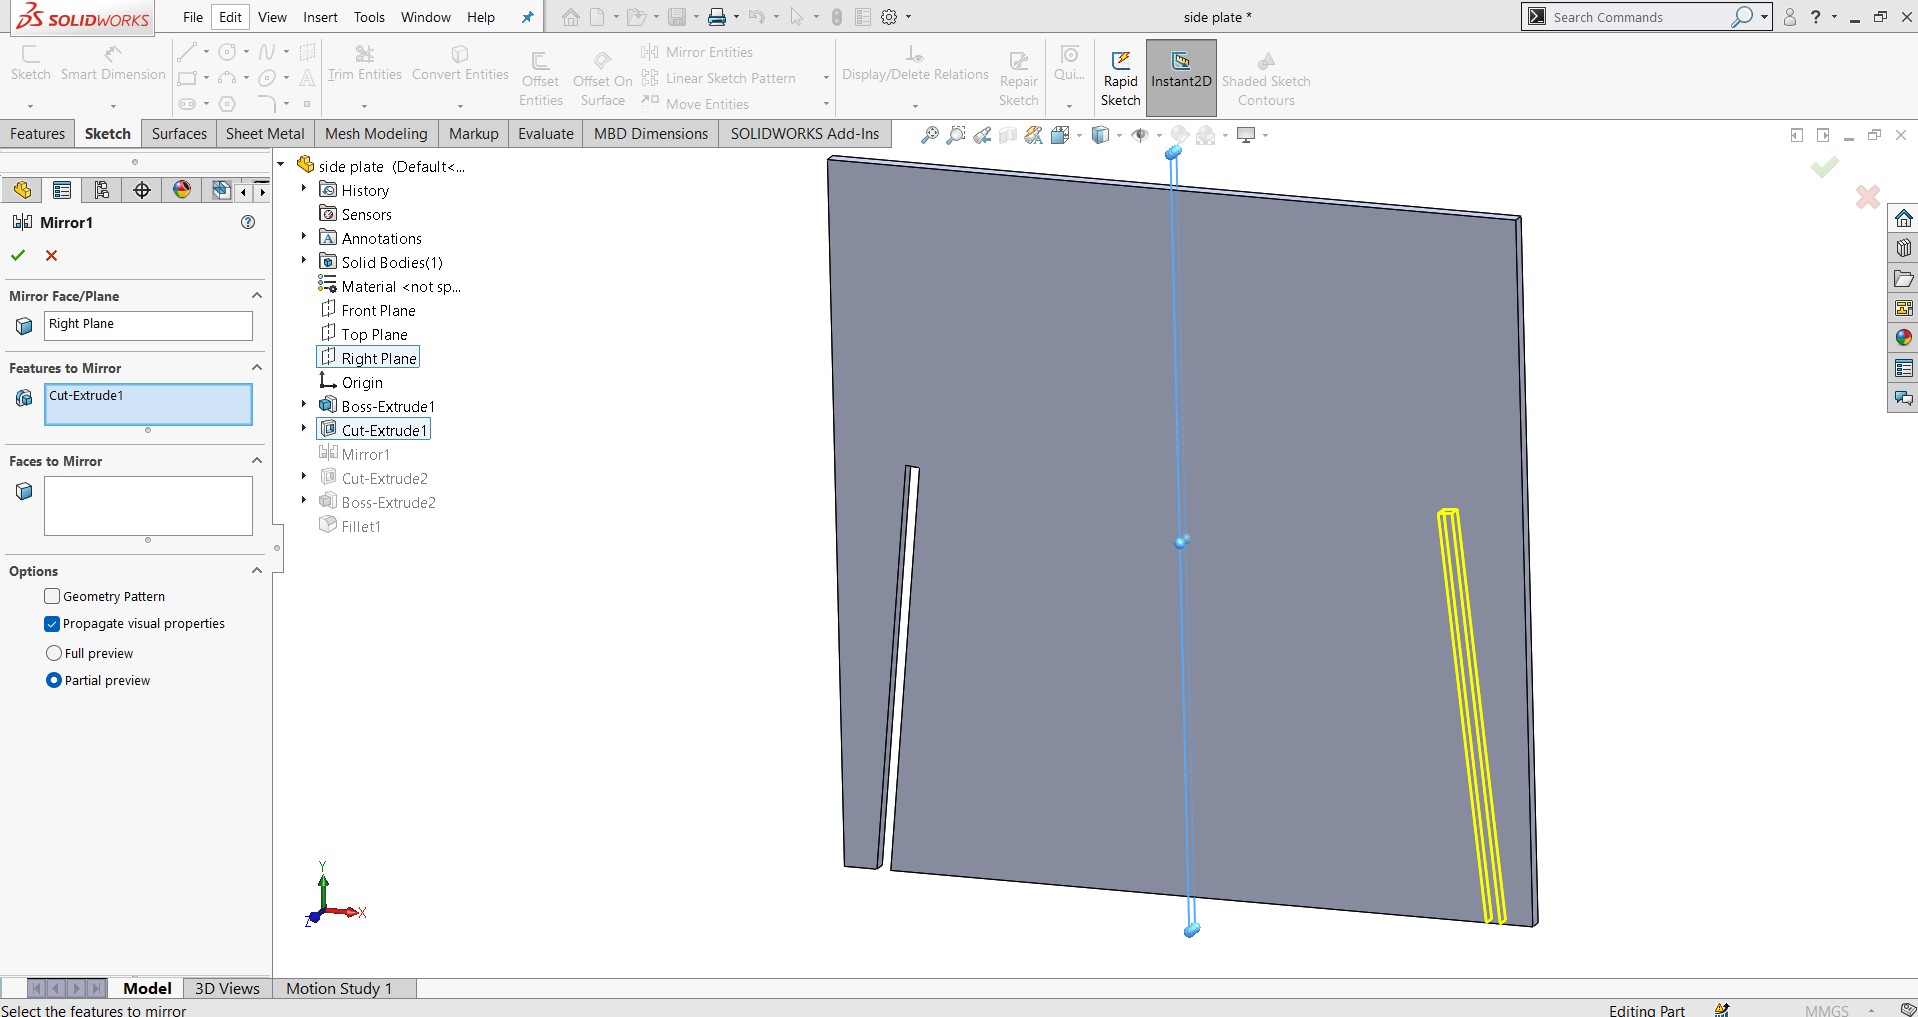 SOLIDWORKS File Edit View Insert Tools Window Help side plate * Search Commands ?
Sketch Smart Dimension Trim Entities Convert Entities Offset Entities Offset On Surface Mirror Entities Linear Sketch Pattern Move Entities Display/Delete Relations Repair Sketch Qui... Rapid Sketch Instant2D Shaded Sketch Contours
Features Sketch Surfaces Sheet Metal Mesh Modeling Markup Evaluate MBD Dimensions SOLIDWORKS Add-Ins
Mirror1
Mirror Face/Plane
Right Plane
Features to Mirror
Cut-Extrude1
Faces to Mirror
Options
Geometry Pattern
Propagate visual properties
Full preview
Partial preview
side plate (Default<...
History
Sensors
Annotations
Solid Bodies(1)
Material <not sp...
Front Plane
Top Plane
Right Plane
Origin
Boss-Extrude1
Cut-Extrude1
Mirror1
Cut-Extrude2
Boss-Extrude2
Fillet1
Y
X
Z
Model 3D Views Motion Study 1
Select the features to mirror Editing Part MMGS